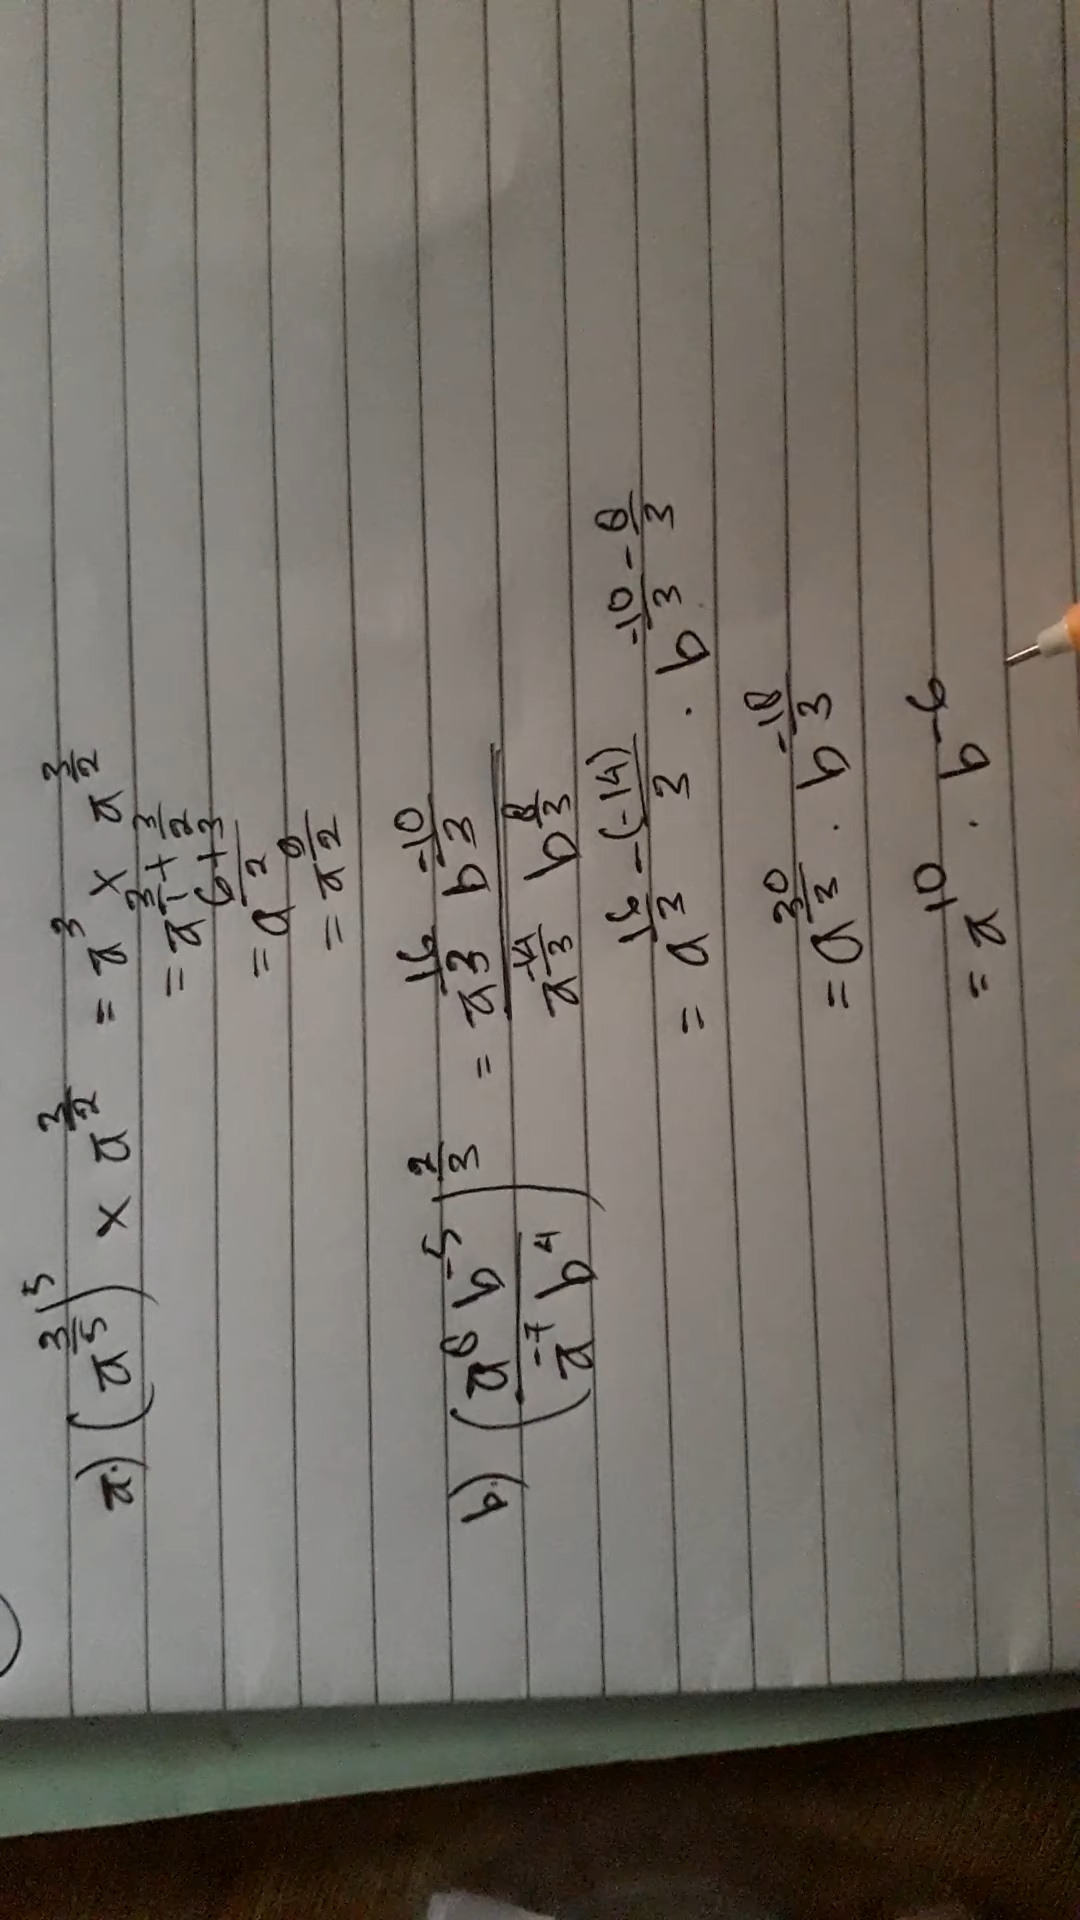 a.) (a^{3/5})^5 × a^{3/2} = a^3 × a^{3/2}
= a^{3/1 + 3/2}
= a^{(6+3)/2}
= a^{9/2}
b.) (a^8 b^{-5} / a^{-7} b^4)^{2/3} = a^{16/3} b^{-10/3} / a^{-14/3} b^{8/3}
= a^{16/3 - (-14)/3} . b^{-10/3 - 8/3}
= a^{30/3} . b^{-18/3}
= a^{10} . b^{-6}